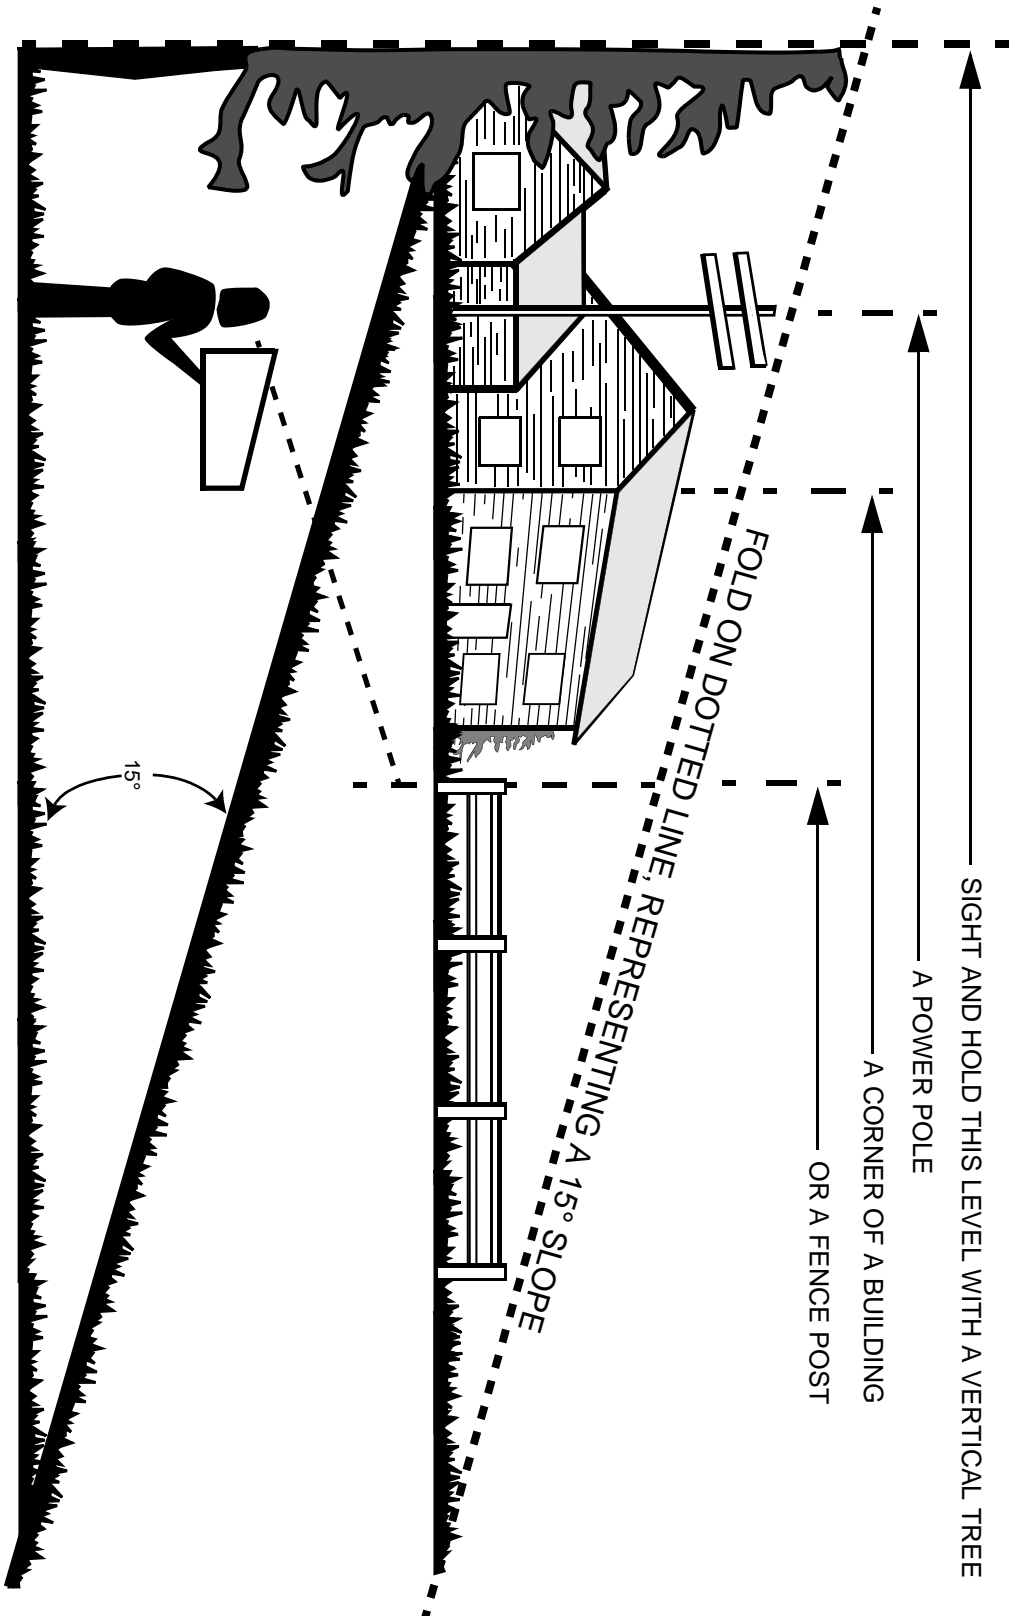 SIGHT AND HOLD THIS LEVEL WITH A VERTICAL TREE
A POWER POLE
A CORNER OF A BUILDING
OR A FENCE POST
FOLD ON DOTTED LINE, REPRESENTING A 15° SLOPE
15°